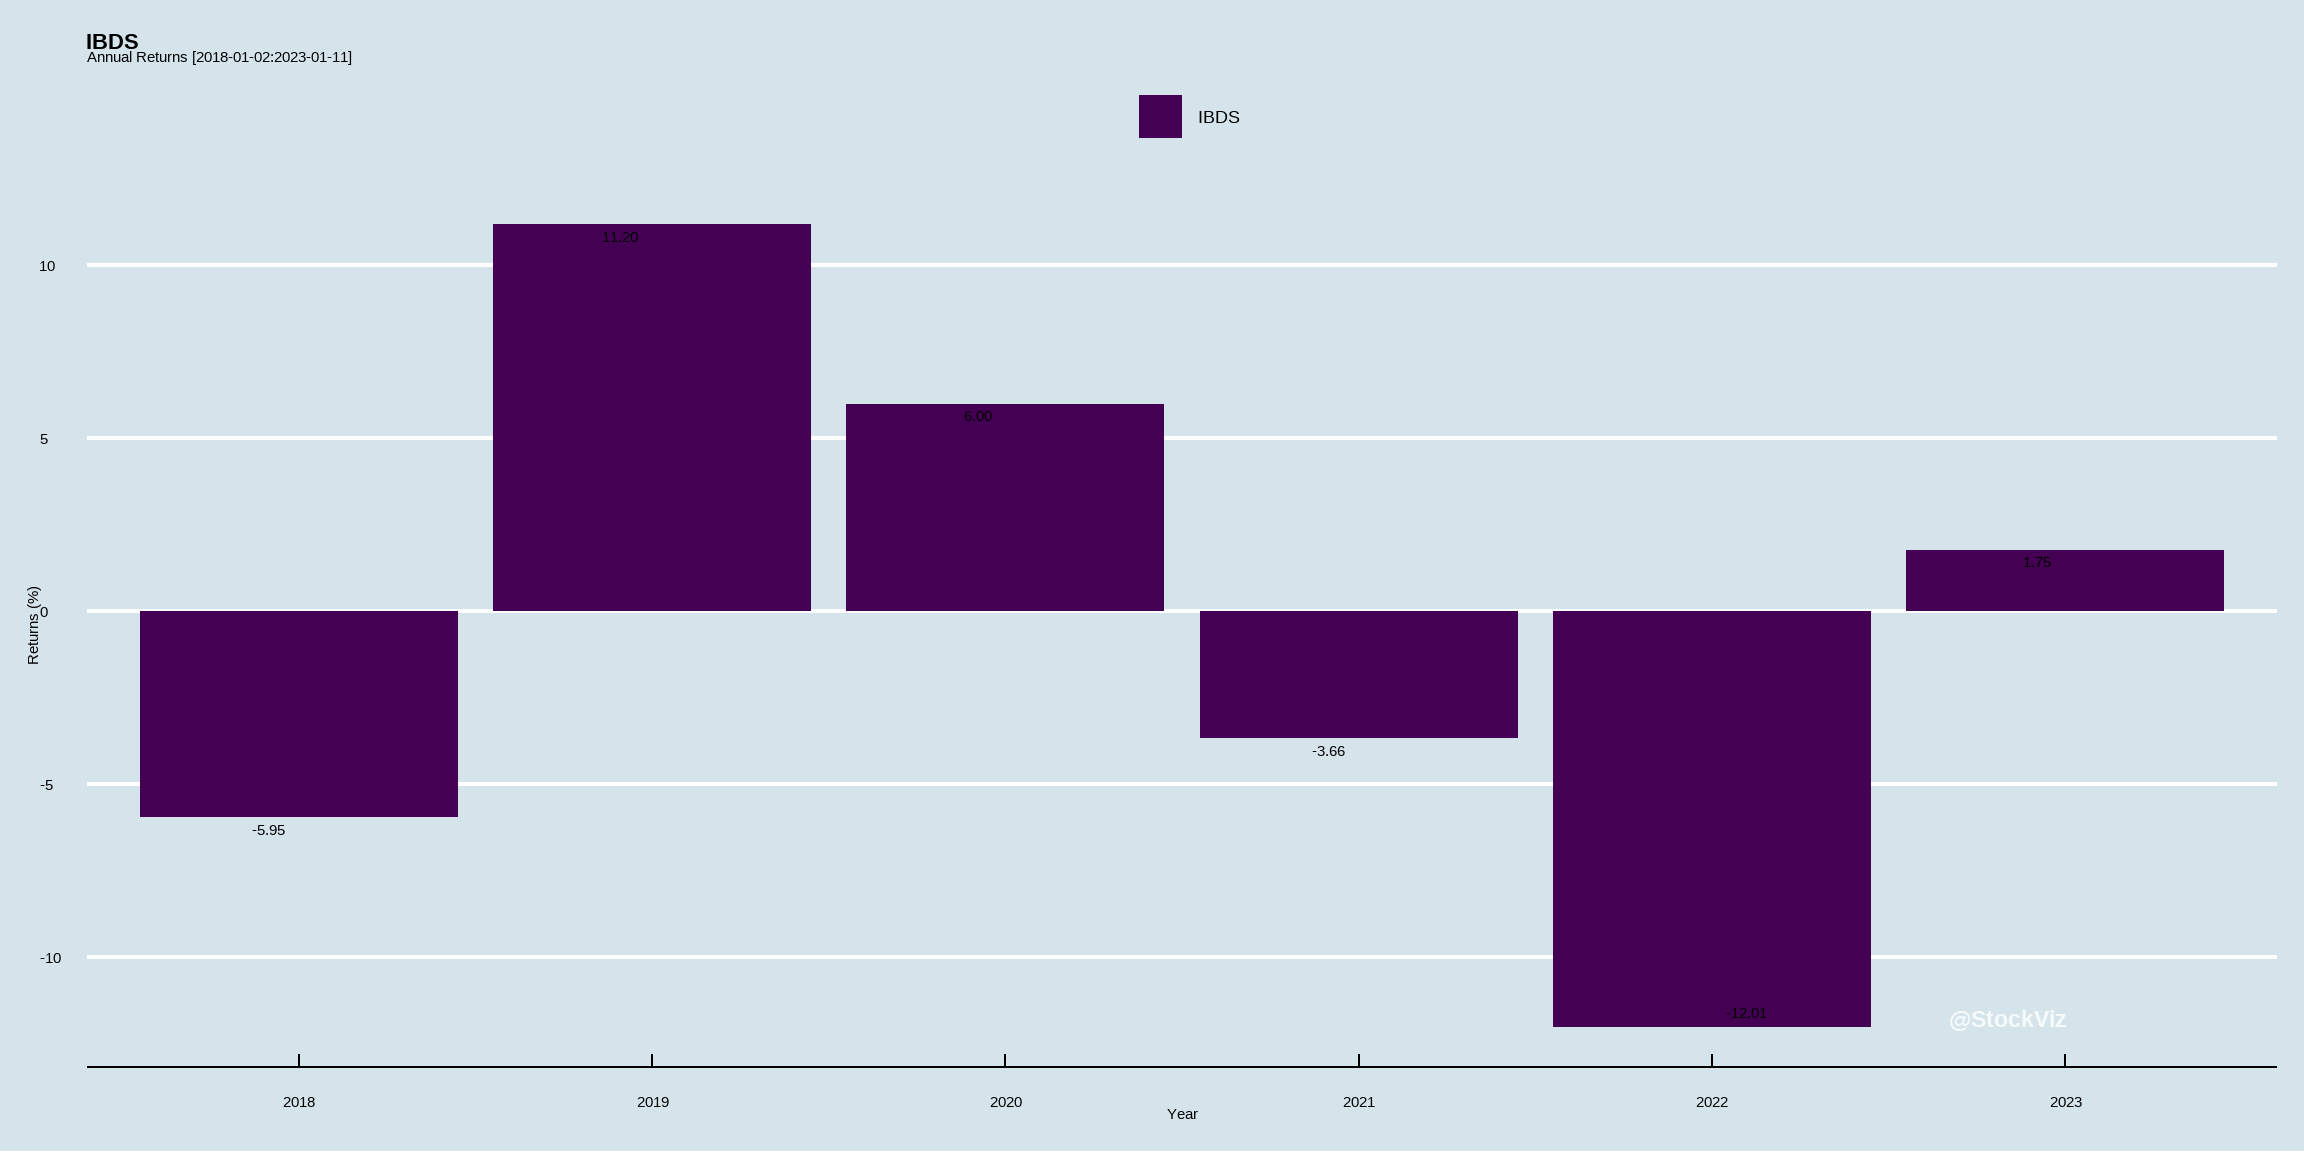 IBDS
Annual Returns [2018-01-02:2023-01-11]
IBDS
11.20
10
6.00
5
1.75
0
Returns (%)
-3.66
-5
-5.95
-10
-12.01
@StockViz
2018 2019 2020 2021 2022 2023
Year